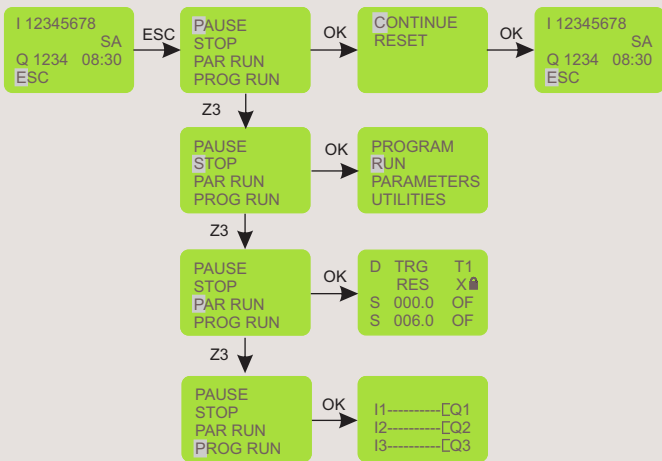 I 12345678
SA
Q 1234 08:30
ESC
ESC
PAUSE
STOP
PAR RUN
PROG RUN
OK
CONTINUE
RESET
OK
I 12345678
SA
Q 1234 08:30
ESC
Z3
PAUSE
STOP
PAR RUN
PROG RUN
OK
PROGRAM
RUN
PARAMETERS
UTILITIES
Z3
PAUSE
STOP
PAR RUN
PROG RUN
OK
D TRG T1
RES X
S 000.0 OF
S 006.0 OF
Z3
PAUSE
STOP
PAR RUN
PROG RUN
OK
I1----------[Q1
I2----------[Q2
I3----------[Q3